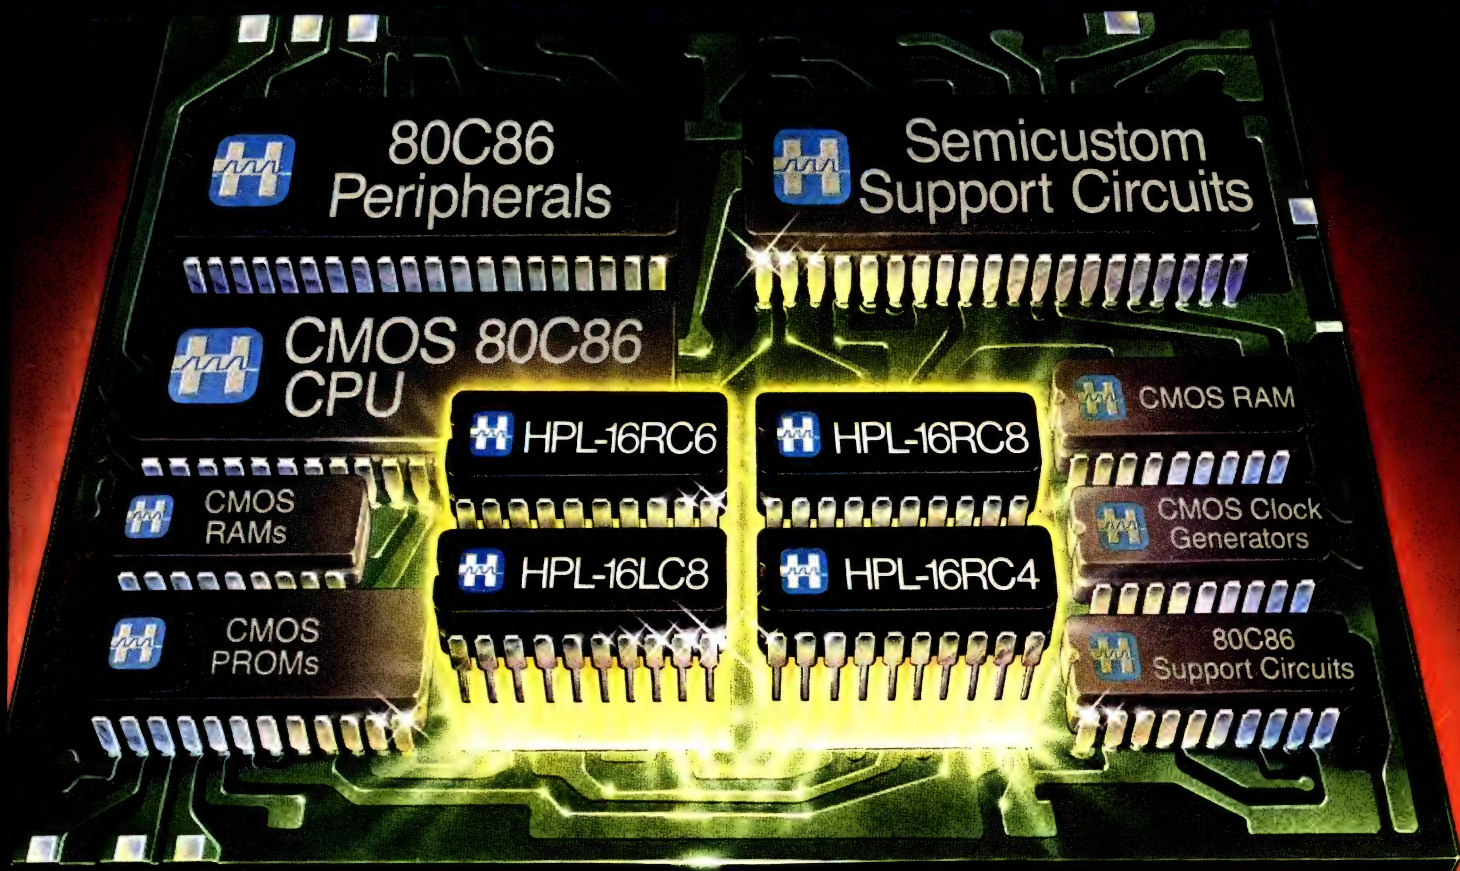 80C86
Peripherals
Semicustom
Support Circuits
CMOS 80C86
CPU
HPL-16RC6
HPL-16RC8
CMOS RAM
CMOS
RAMs
HPL-16LC8
HPL-16RC4
CMOS Clock
Generators
CMOS
PROMs
80C86
Support Circuits